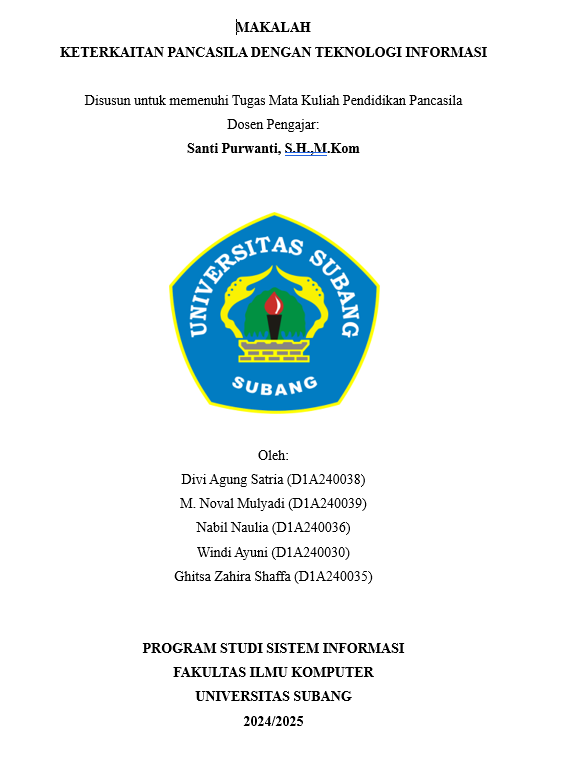 MAKALAH
KETERKAITAN PANCASILA DENGAN TEKNOLOGI INFORMASI
Disusun untuk memenuhi Tugas Mata Kuliah Pendidikan Pancasila
Dosen Pengajar:
Santi Purwanti, S.H.,M.Kom
UNIVERSITAS SUBANG
SUBANG
Oleh:
Divi Agung Satria (D1A240038)
M. Noval Mulyadi (D1A240039)
Nabil Naulia (D1A240036)
Windi Ayuni (D1A240030)
Ghitsa Zahira Shaffa (D1A240035)
PROGRAM STUDI SISTEM INFORMASI
FAKULTAS ILMU KOMPUTER
UNIVERSITAS SUBANG
2024/2025